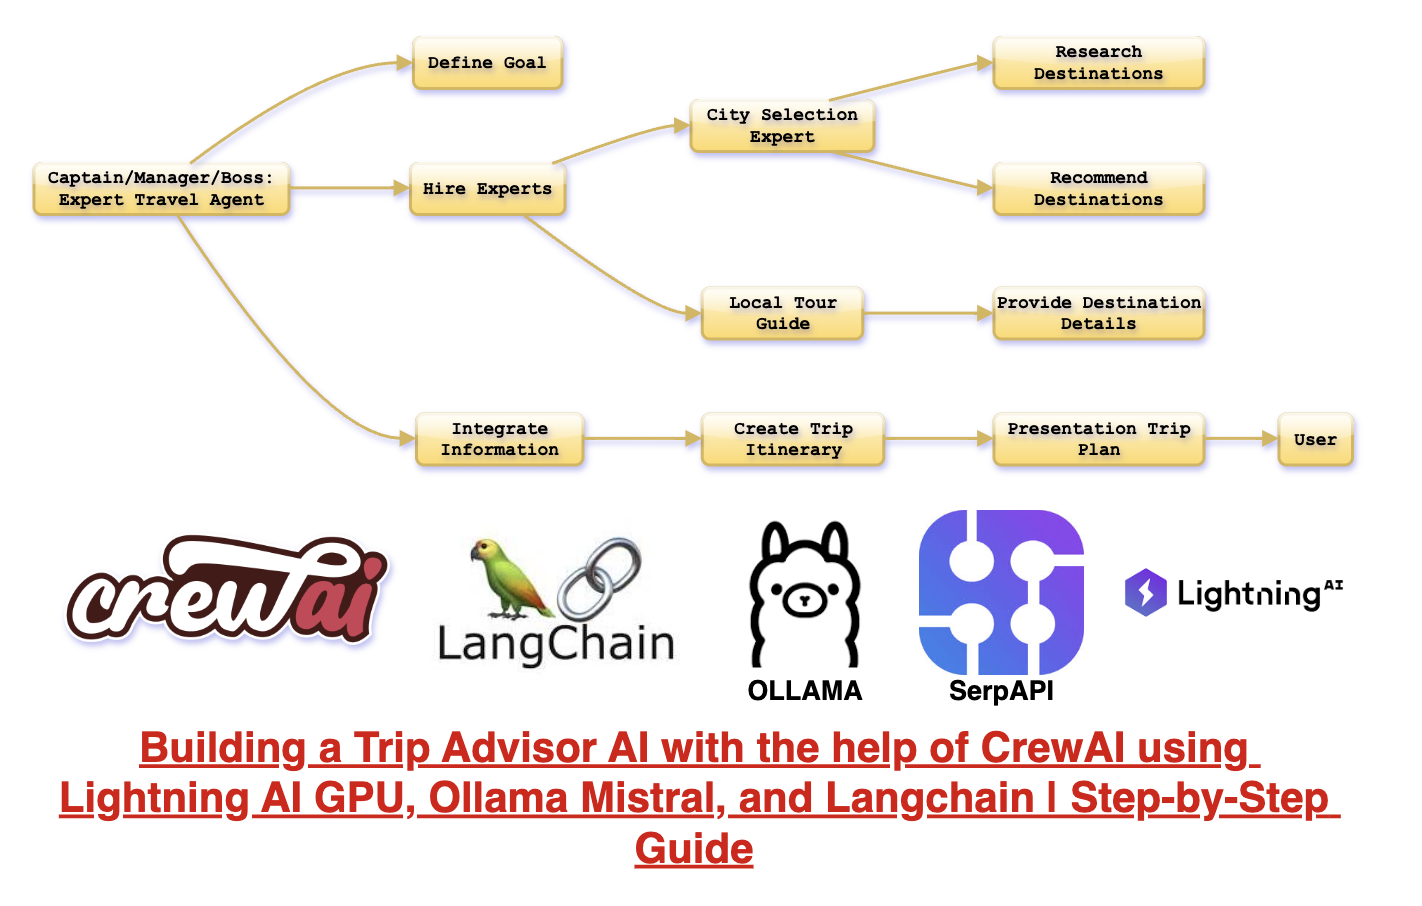 Define Goal
Research
Destinations
City Selection
Expert
Captain/Manager/Boss:
Expert Travel Agent
Hire Experts
Recommend
Destinations
Local Tour
Guide
Provide Destination
Details
Integrate
Information
Create Trip
Itinerary
Presentation Trip
Plan
User
crewai
LangChain
OLLAMA
SerpAPI
Lightning AI
Building a Trip Advisor AI with the help of CrewAI using
Lightning AI GPU, Ollama Mistral, and Langchain | Step-by-Step
Guide